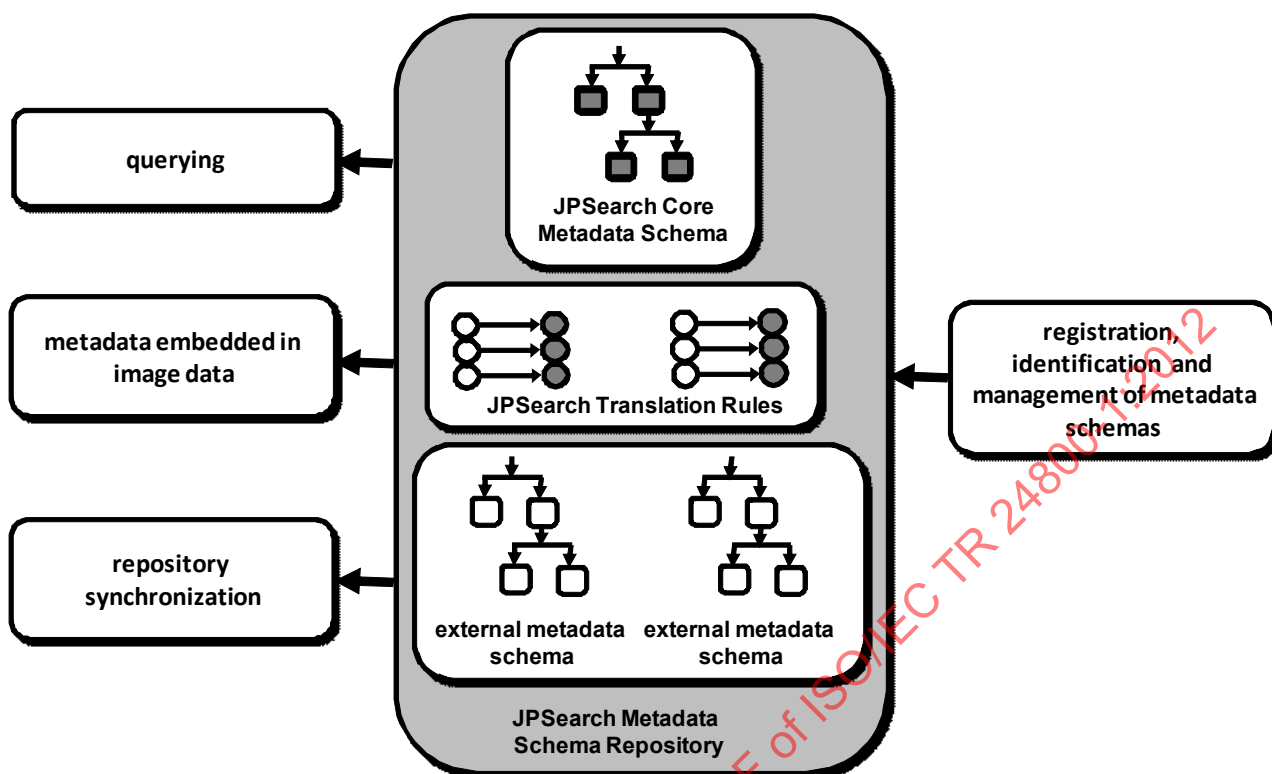 JPSearch Core
Metadata Schema
querying
metadata embedded in
image data
JPSearch Translation Rules
registration,
identification and
management of metadata
schemas
repository
synchronization
external metadata
schema
external metadata
schema
JPSearch Metadata
Schema Repository
of ISO/IEC TR 24800-1:2012